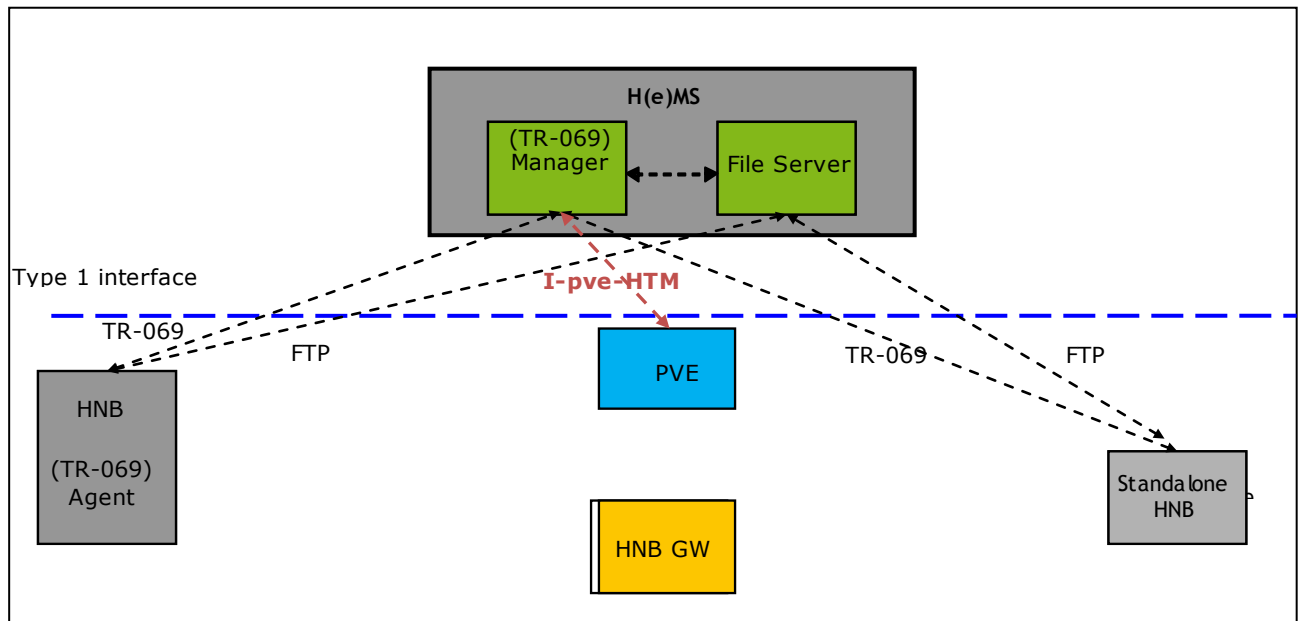 H(e)MS
(TR-069)
Manager
File Server
Type 1 interface
I-pve-HTM
TR-069
FTP
TR-069
FTP
PVE
HNB
(TR-069)
Agent
Standalone
HNB
HNB GW